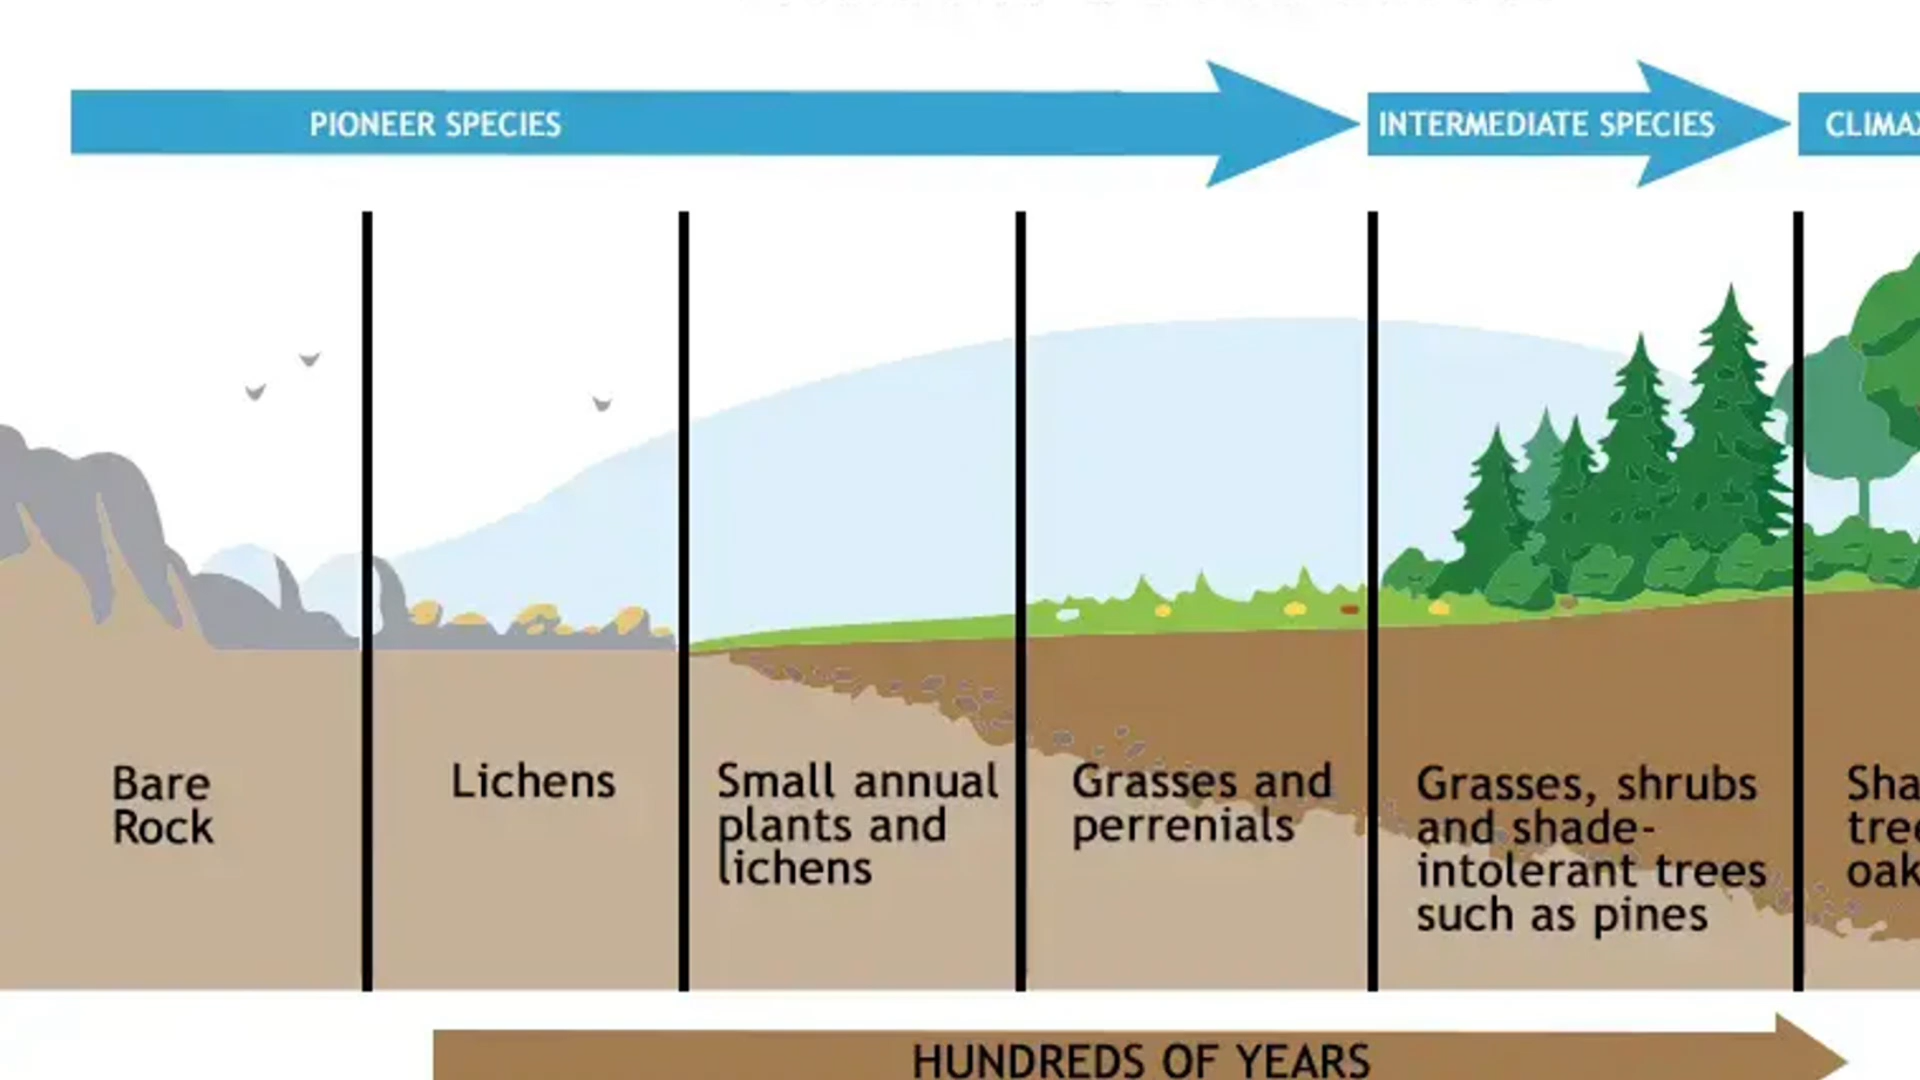 PIONEER SPECIES
INTERMEDIATE SPECIES
Bare
Rock
Lichens
Small annual
plants and
lichens
Grasses and
perrenials
Grasses, shrubs
and shade-
intolerant trees
such as pines
HUNDREDS OF YEARS